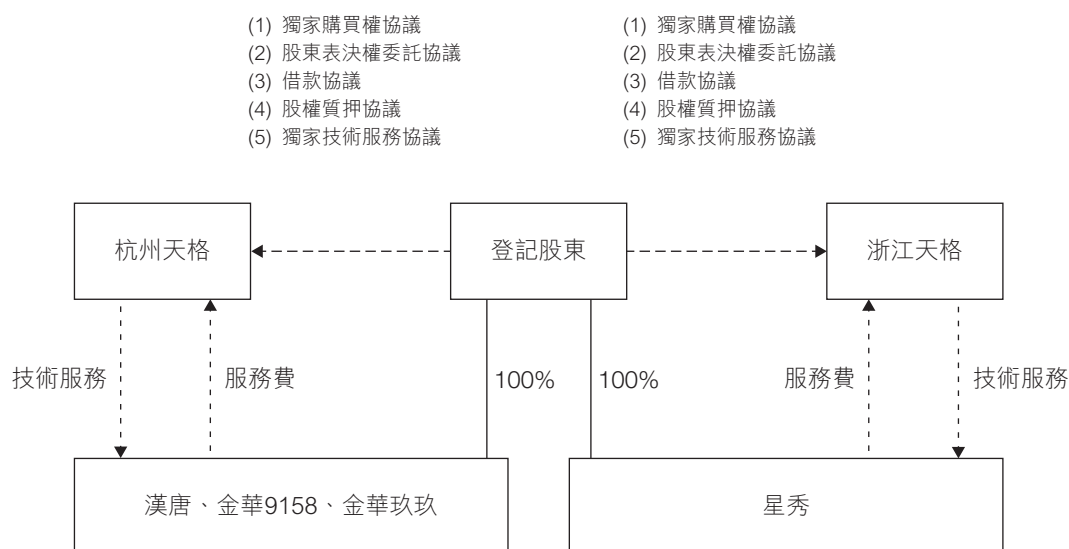 (1) 獨家購買權協議
(2) 股東表決權委託協議
(3) 借款協議
(4) 股權質押協議
(5) 獨家技術服務協議
(1) 獨家購買權協議
(2) 股東表決權委託協議
(3) 借款協議
(4) 股權質押協議
(5) 獨家技術服務協議
杭州天格
登記股東
浙江天格
技術服務
服務費
100%
100%
服務費
技術服務
漢唐、金華9158、金華玖玖
星秀